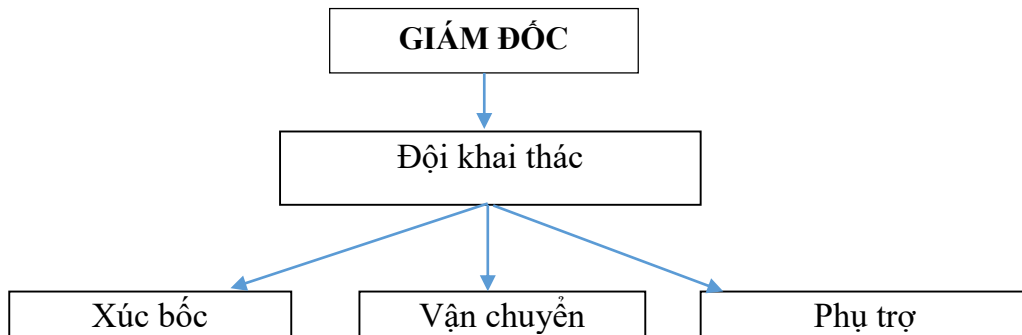 GIÁM ĐỐC
Đội khai thác
Xúc bốc
Vận chuyển
Phụ trợ